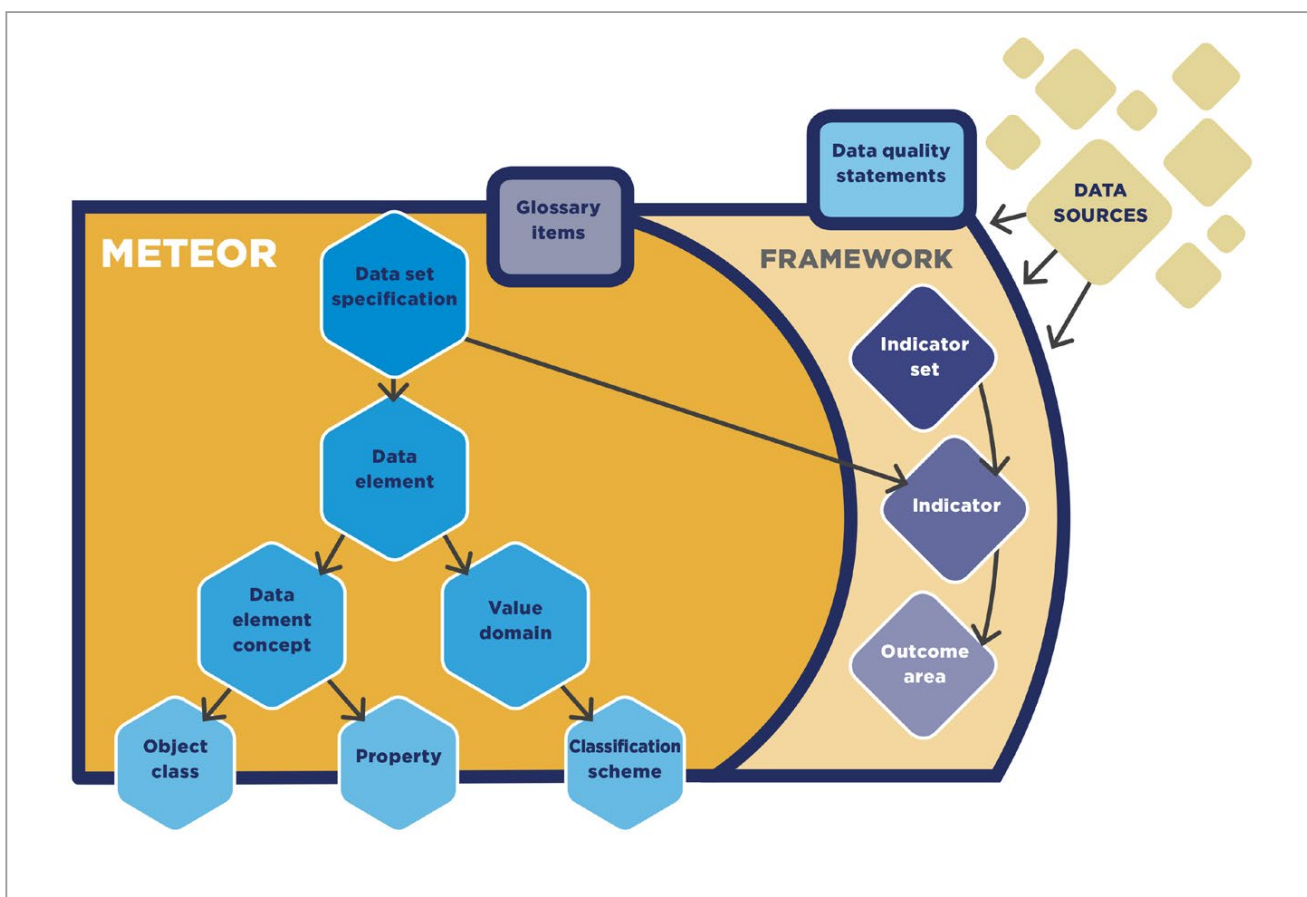 Data quality
statements
DATA
SOURCES
Glossary
items
METEOR
FRAMEWORK
Data set
specification
Indicator
set
Data
element
Indicator
Data
element
concept
Value
domain
Outcome
area
Object
class
Property
Classification
scheme